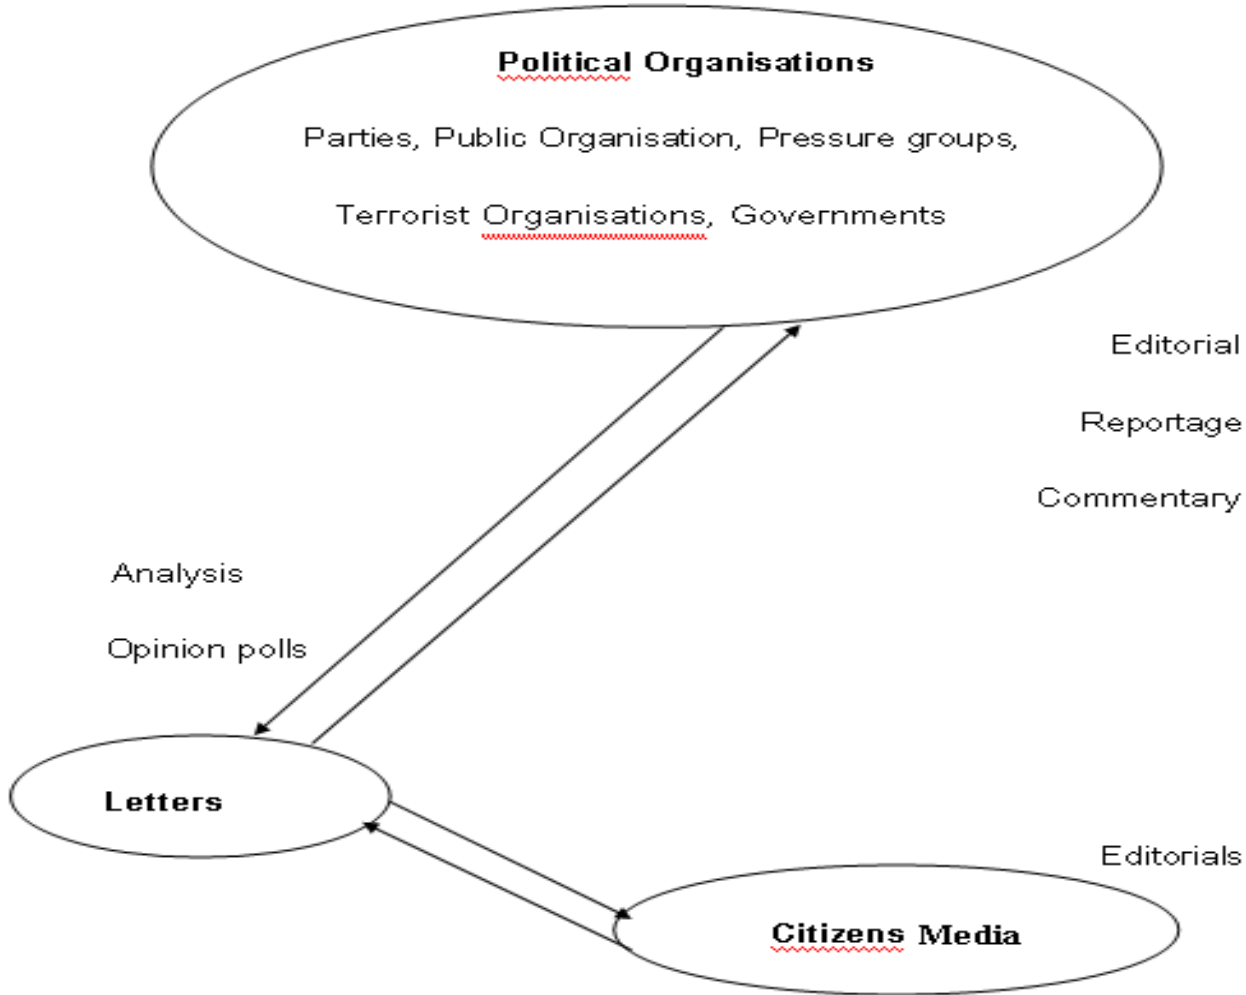 Political Organisations
Parties, Public Organisation, Pressure groups,
Terrorist Organisations, Governments
Editorial
Reportage
Commentary
Analysis
Opinion polls
Letters
Editorials
Citizens Media